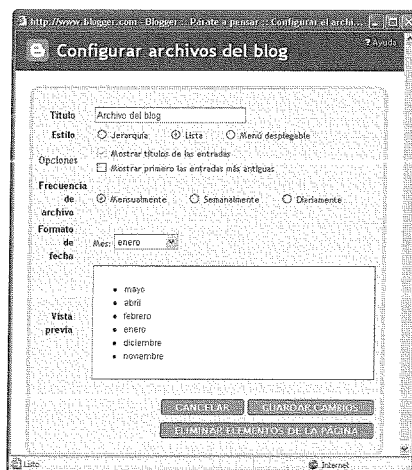 http://www.blogger.com - Blogger ::. Párate a pensar ::. Configurar el archi...
Configurar archivos del blog
? Ayuda
Título Archivo del blog
Estilo Jerarquía Lista Menú desplegable
Opciones Mostrar títulos de las entradas
Mostrar primero las entradas más antiguas
Frecuencia de archivo Mensualmente Semanalmente Diariamente
Formato de fecha Mes: enero
Vista previa
mayo
abril
febrero
enero
diciembre
noviembre
CANCELAR GUARDAR CAMBIOS
ELIMINAR ELEMENTOS DE LA PÁGINA
Listo Internet